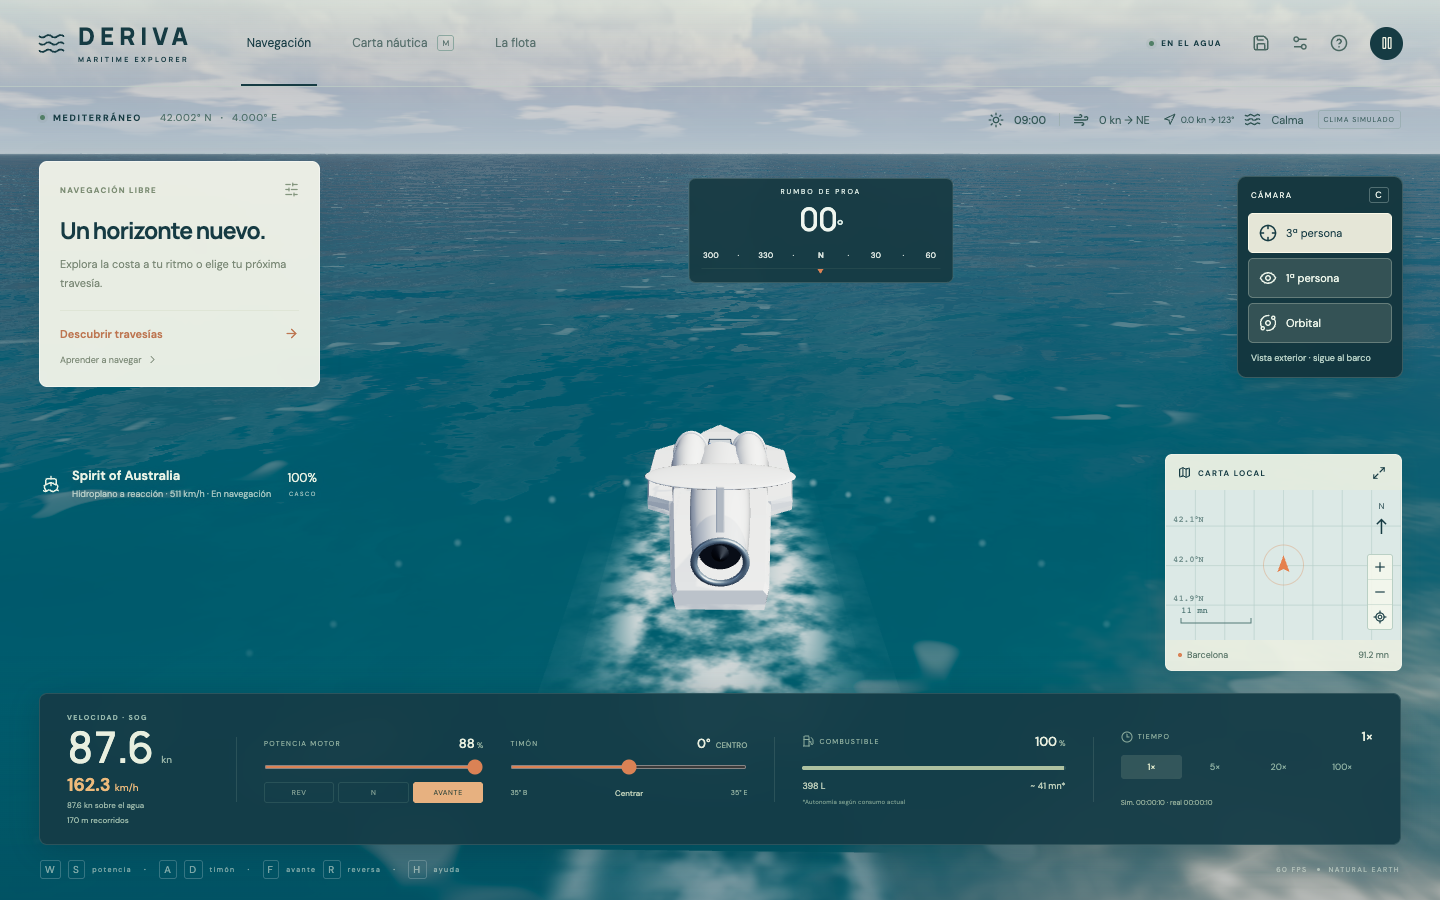 DERIVA
MARITIME EXPLORER
Navegación
Carta náutica M
La flota
EN EL AGUA
MEDITERRÁNEO 42.002° N · 4.000° E
09:00
0 kn → NE
0.0 kn → 123°
Calma
CLIMA SIMULADO
NAVEGACIÓN LIBRE
Un horizonte nuevo.
Explora la costa a tu ritmo o elige tu próxima
travesía.
Descubrir travesías
Aprender a navegar
RUMBO DE PROA
00°
300 · 330 · N · 30 · 60
CÁMARA C
3ª persona
1ª persona
Orbital
Vista exterior · sigue al barco
Spirit of Australia
Hidroplano a reacción · 511 km/h · En navegación
100%
CASCO
CARTA LOCAL
N
42.1°N
42.0°N
41.9°N
11 mn
Barcelona 91.2 mn
VELOCIDAD · SOG
87.6 kn
162.3 km/h
87.6 kn sobre el agua
170 m recorridos
POTENCIA MOTOR 88 %
REV N AVANTE
TIMÓN 0° CENTRO
35° B Centrar 35° E
COMBUSTIBLE 100 %
398 L ~ 41 mn*
*Autonomía según consumo actual
TIEMPO 1×
1× 5× 20× 100×
Sim. 00:00:10 · real 00:00:10
W S potencia · A D timón · F avante R reversa · H ayuda
60 FPS • NATURAL EARTH